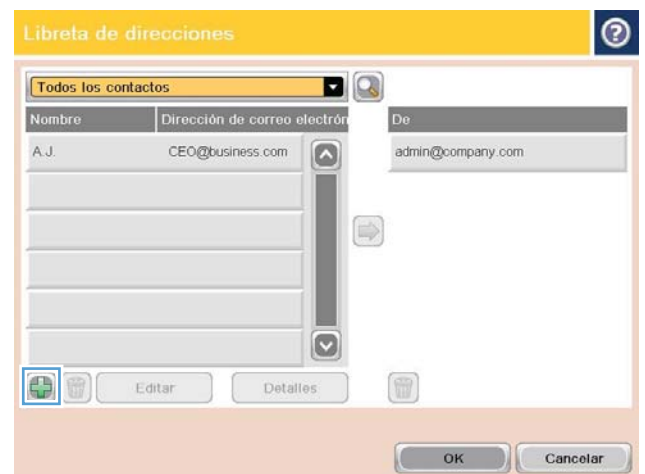 Libreta de direcciones
Todos los contactos
Nombre Dirección de correo electrón De
A.J. CEO@business.com admin@company.com
Editar Detalles
OK Cancelar